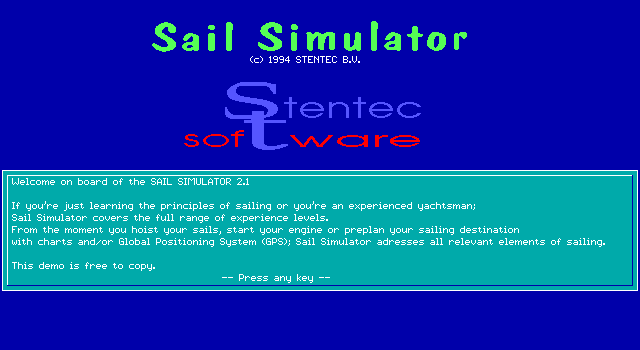 Sail Simulator
(c) 1994 STENTEC B.V.
Stentec
software
Welcome on board of the SAIL SIMULATOR 2.1
If you're just learning the principles of sailing or you're an experienced yachtsman;
Sail Simulator covers the full range of experience levels.
From the moment you hoist your sails, start your engine or preplan your sailing destination
with charts and/or Global Positioning System (GPS); Sail Simulator adresses all relevant elements of sailing.
This demo is free to copy.
-- Press any key --